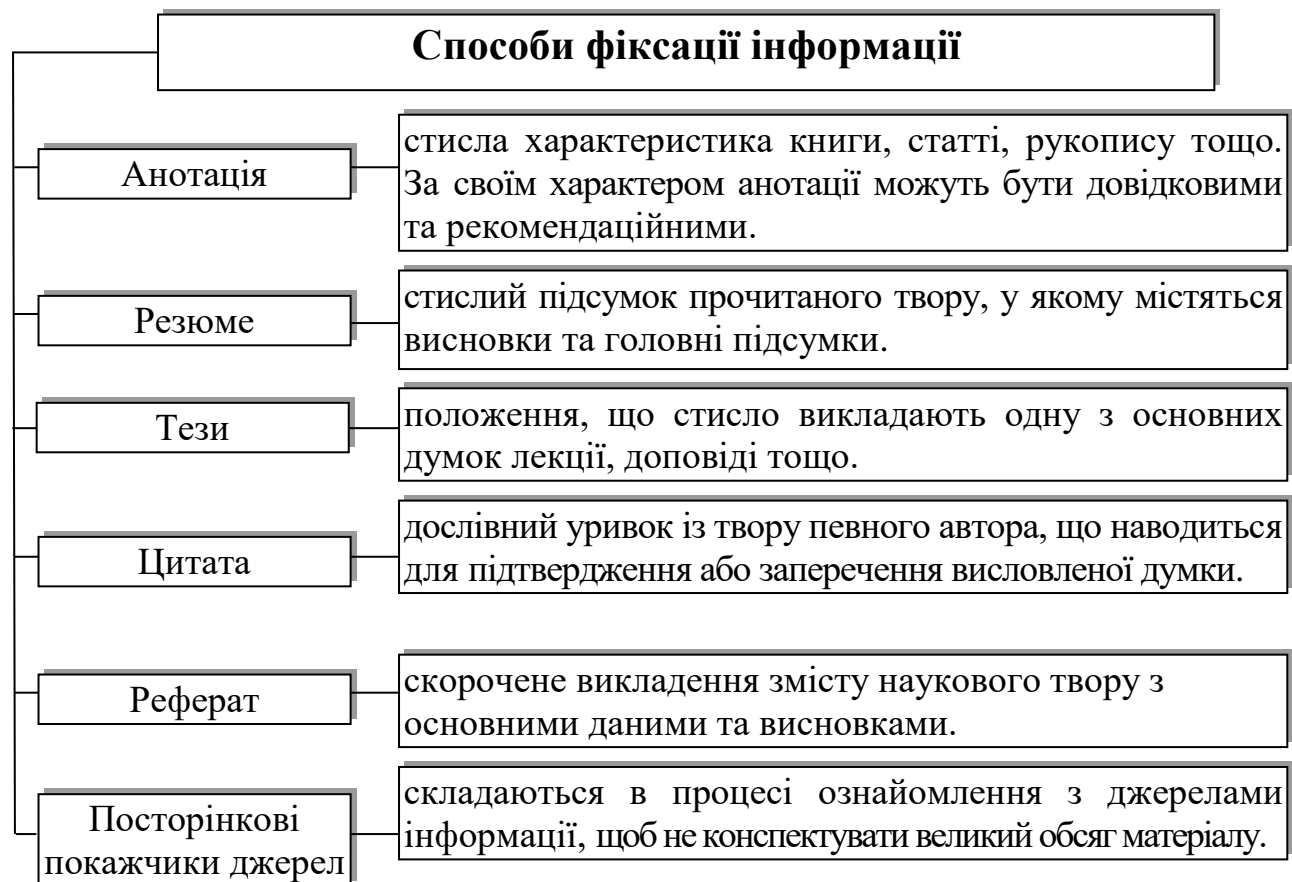 Способи фіксації інформації
Анотація
стисла характеристика книги, статті, рукопису тощо.
За своїм характером анотації можуть бути довідковими
та рекомендаційними.
Резюме
стислий підсумок прочитаного твору, у якому містяться
висновки та головні підсумки.
Тези
положення, що стисло викладають одну з основних
думок лекції, доповіді тощо.
Цитата
дослівний уривок із твору певного автора, що наводиться
для підтвердження або заперечення висловленої думки.
Реферат
скорочене викладення змісту наукового твору з
основними даними та висновками.
Посторінкові
покажчики джерел
складаються в процесі ознайомлення з джерелами
інформації, щоб не конспектувати великий обсяг матеріалу.